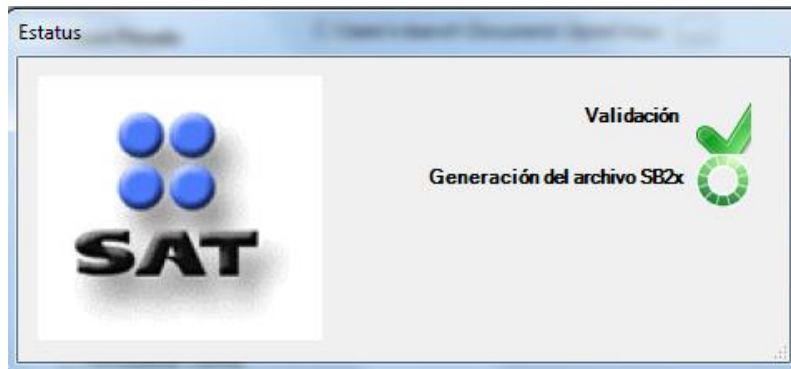 Estatus
Validación
Generación del archivo SB2x
SAT